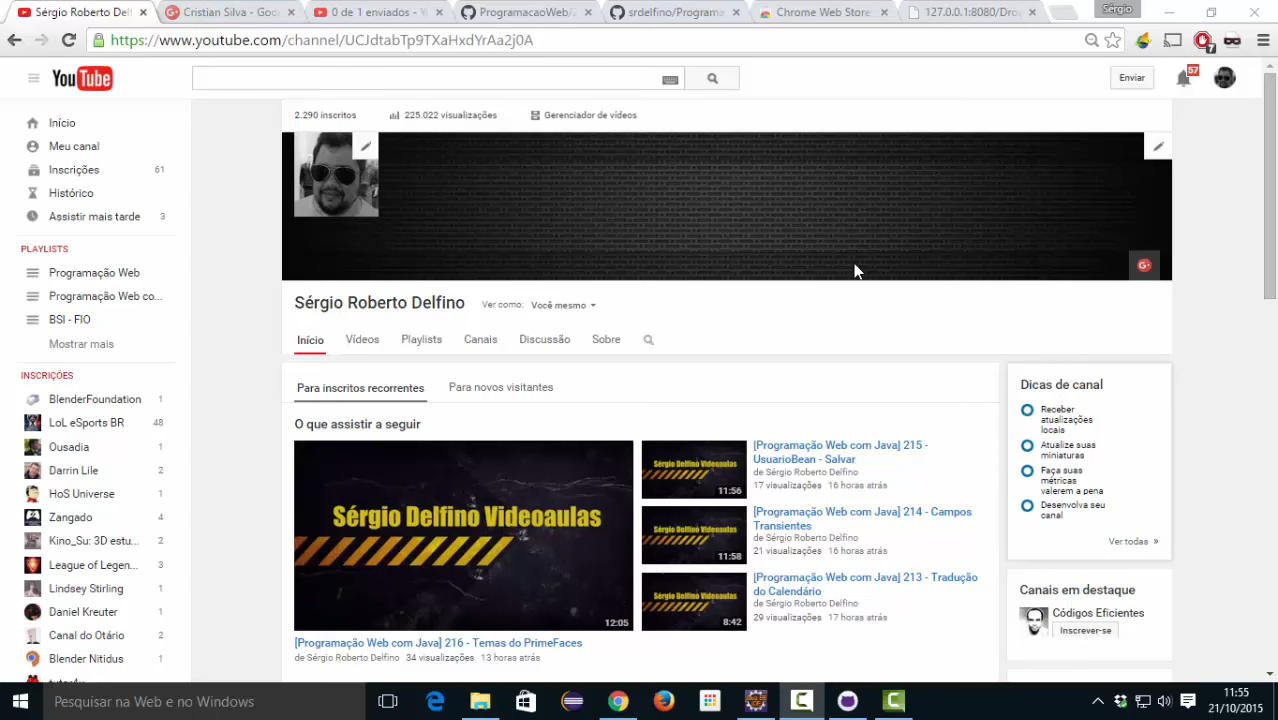 Sérgio Roberto Del
Cristian Silva - Goo
0 de 1 enviados - Y
ProgramacaoWeb/
srdelfino/Programa
Chrome Web Store
127.0.0.1:8080/Dro
Sérgio
https://www.youtube.com/channel/UCJdtabTp9TXaHxdYrAa2j0A
7
YouTube
Enviar
57
2.290 inscritos
225.022 visualizações
Gerenciador de vídeos
Início
Meu canal
Inscrições 61
Histórico
Assistir mais tarde 3
PLAYLISTS
Programação Web
Programação Web co...
BSI - FIO
Mostrar mais
INSCRIÇÕES
BlenderFoundation 1
LoL eSports BR 48
Ousadia 1
Darrin Lile 2
HoS Universe 1
Zangado 4
Kino_Su: 3D estu... 2
League of Legen... 3
Lindsey Stirling 1
Daniel Kreuter 1
Canal do Otário 2
Blender Nitidus 1
G+
Sérgio Roberto Delfino
Ver como: Você mesmo
Início
Vídeos
Playlists
Canais
Discussão
Sobre
Para inscritos recorrentes
Para novos visitantes
O que assistir a seguir
Sérgio Delfino Videoaulas
12:05
[Programação Web com Java] 216 - Temas do PrimeFaces
de Sérgio Roberto Delfino 34 visualizações 13 horas atrás
Sérgio Delfino Videoaulas
11:56
[Programação Web com Java] 215 -
UsuarioBean - Salvar
de Sérgio Roberto Delfino
17 visualizações 16 horas atrás
Sérgio Delfino Videoaulas
11:58
[Programação Web com Java] 214 - Campos
Transientes
de Sérgio Roberto Delfino
21 visualizações 16 horas atrás
Sérgio Delfino Videoaulas
8:42
[Programação Web com Java] 213 - Tradução
do Calendário
de Sérgio Roberto Delfino
29 visualizações 17 horas atrás
Dicas de canal
Receber
atualizações
locais
Atualize suas
miniaturas
Faça suas
métricas
valerem a pena
Desenvolva seu
canal
Ver todas »
Canais em destaque
Códigos Eficientes
Inscrever-se
Pesquisar na Web e no Windows
11:55
21/10/2015